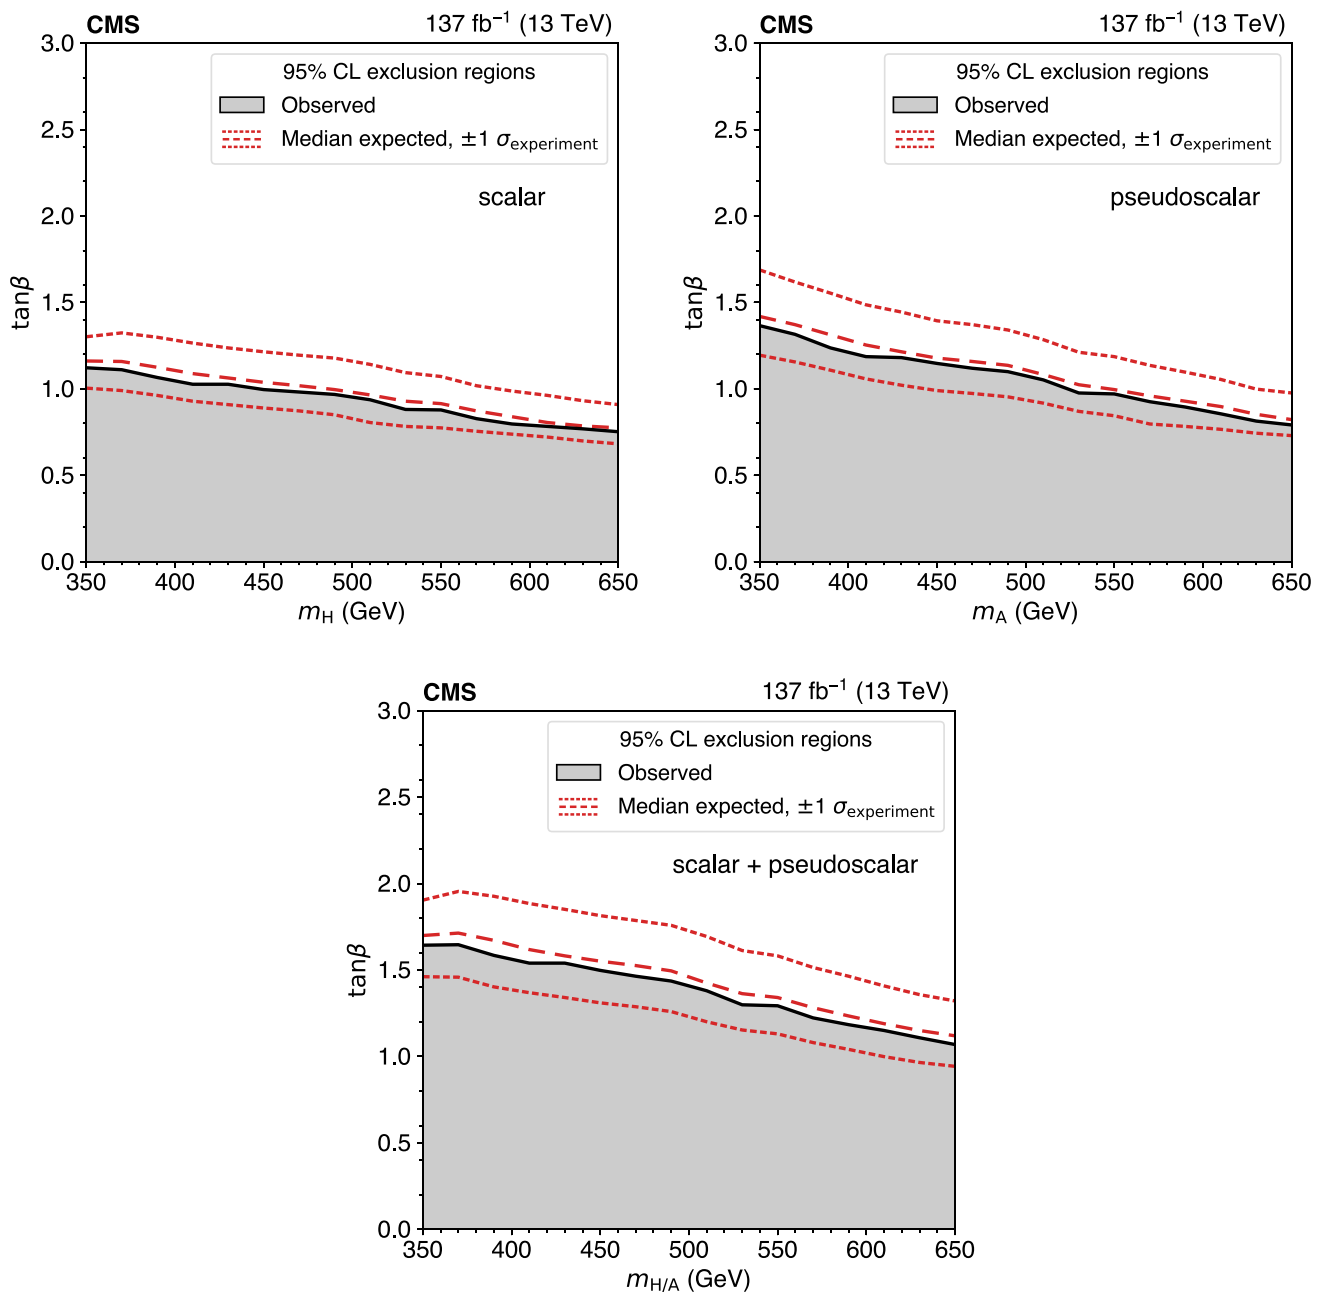 CMS 137 fb⁻¹ (13 TeV)
3.0
2.5
2.0
1.5
1.0
0.5
0.0
tanβ
95% CL exclusion regions
Observed
Median expected, ±1 σexperiment
scalar
350 400 450 500 550 600 650
mH (GeV)
CMS 137 fb⁻¹ (13 TeV)
3.0
2.5
2.0
1.5
1.0
0.5
0.0
tanβ
95% CL exclusion regions
Observed
Median expected, ±1 σexperiment
pseudoscalar
350 400 450 500 550 600 650
mA (GeV)
CMS 137 fb⁻¹ (13 TeV)
3.0
2.5
2.0
1.5
1.0
0.5
0.0
tanβ
95% CL exclusion regions
Observed
Median expected, ±1 σexperiment
scalar + pseudoscalar
350 400 450 500 550 600 650
mH/A (GeV)